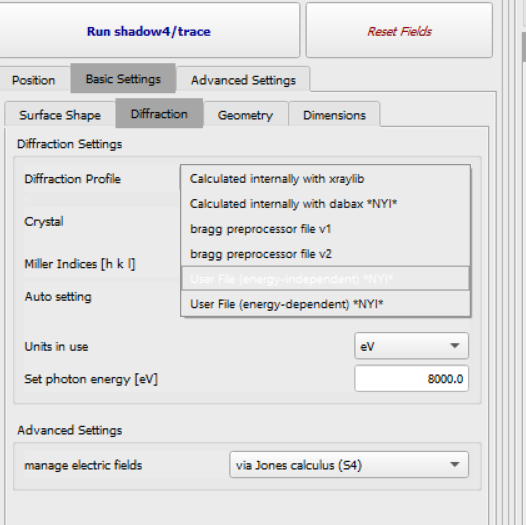 Run shadow4/trace
Reset Fields
Position
Basic Settings
Advanced Settings
Surface Shape
Diffraction
Geometry
Dimensions
Diffraction Settings
Diffraction Profile
Calculated internally with xraylib
Calculated internally with dabax *NYI*
Crystal
bragg preprocessor file v1
bragg preprocessor file v2
Miller Indices [h k l]
User File (energy-independent) *NYI*
Auto setting
User File (energy-dependent) *NYI*
Units in use
eV
Set photon energy [eV]
8000.0
Advanced Settings
manage electric fields
via Jones calculus (S4)